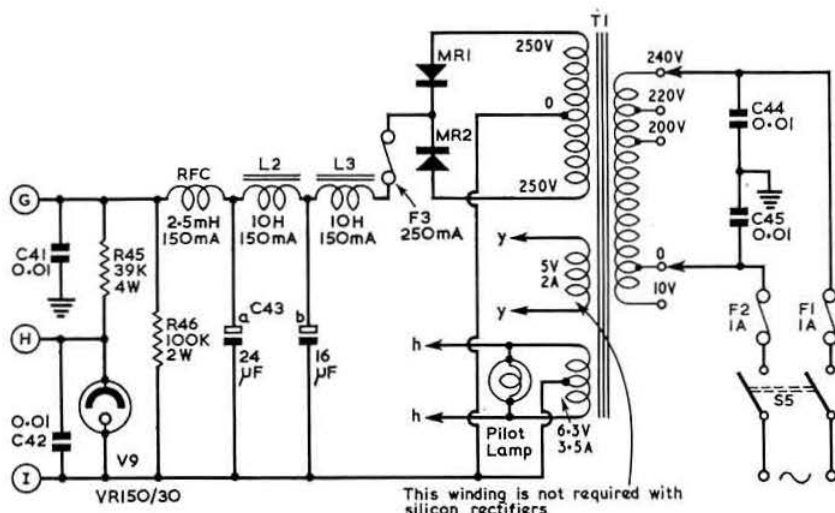 T1
250V
MR1
0
MR2
250V
240V
220V
200V
C44
0.01
C45
0.01
0
10V
RFC
L2
L3
2.5mH
150mA
10H
150mA
10H
150mA
F3
250mA
G
C41
0.01
R45
39K
4W
y
y
5V
2A
F2
1A
F1
1A
H
R46
100K
2W
a
C43
b
24
µF
16
µF
h
h
S5
0.01
C42
V9
Pilot
Lamp
6.3V
3.5A
I
VR150/30
This winding is not required with
silicon rectifiers